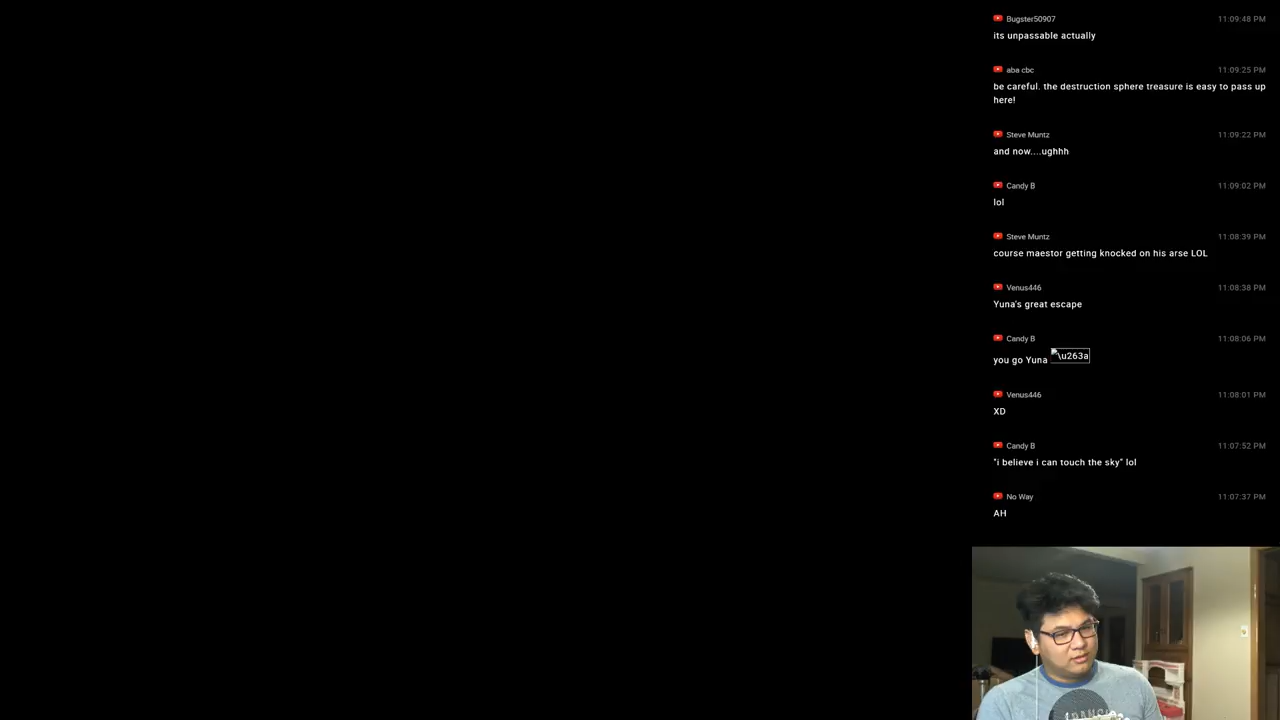 Bugster50907 11:09:48 PM
its unpassable actually
aba cbc 11:09:25 PM
be careful. the destruction sphere treasure is easy to pass up
here!
Steve Muntz 11:09:22 PM
and now....ughhh
Candy B 11:09:02 PM
lol
Steve Muntz 11:08:39 PM
course maestor getting knocked on his arse LOL
Venus446 11:08:38 PM
Yuna's great escape
Candy B 11:08:06 PM
you go Yuna \u263a
Venus446 11:08:01 PM
XD
Candy B 11:07:52 PM
"i believe i can touch the sky" lol
No Way 11:07:37 PM
AH